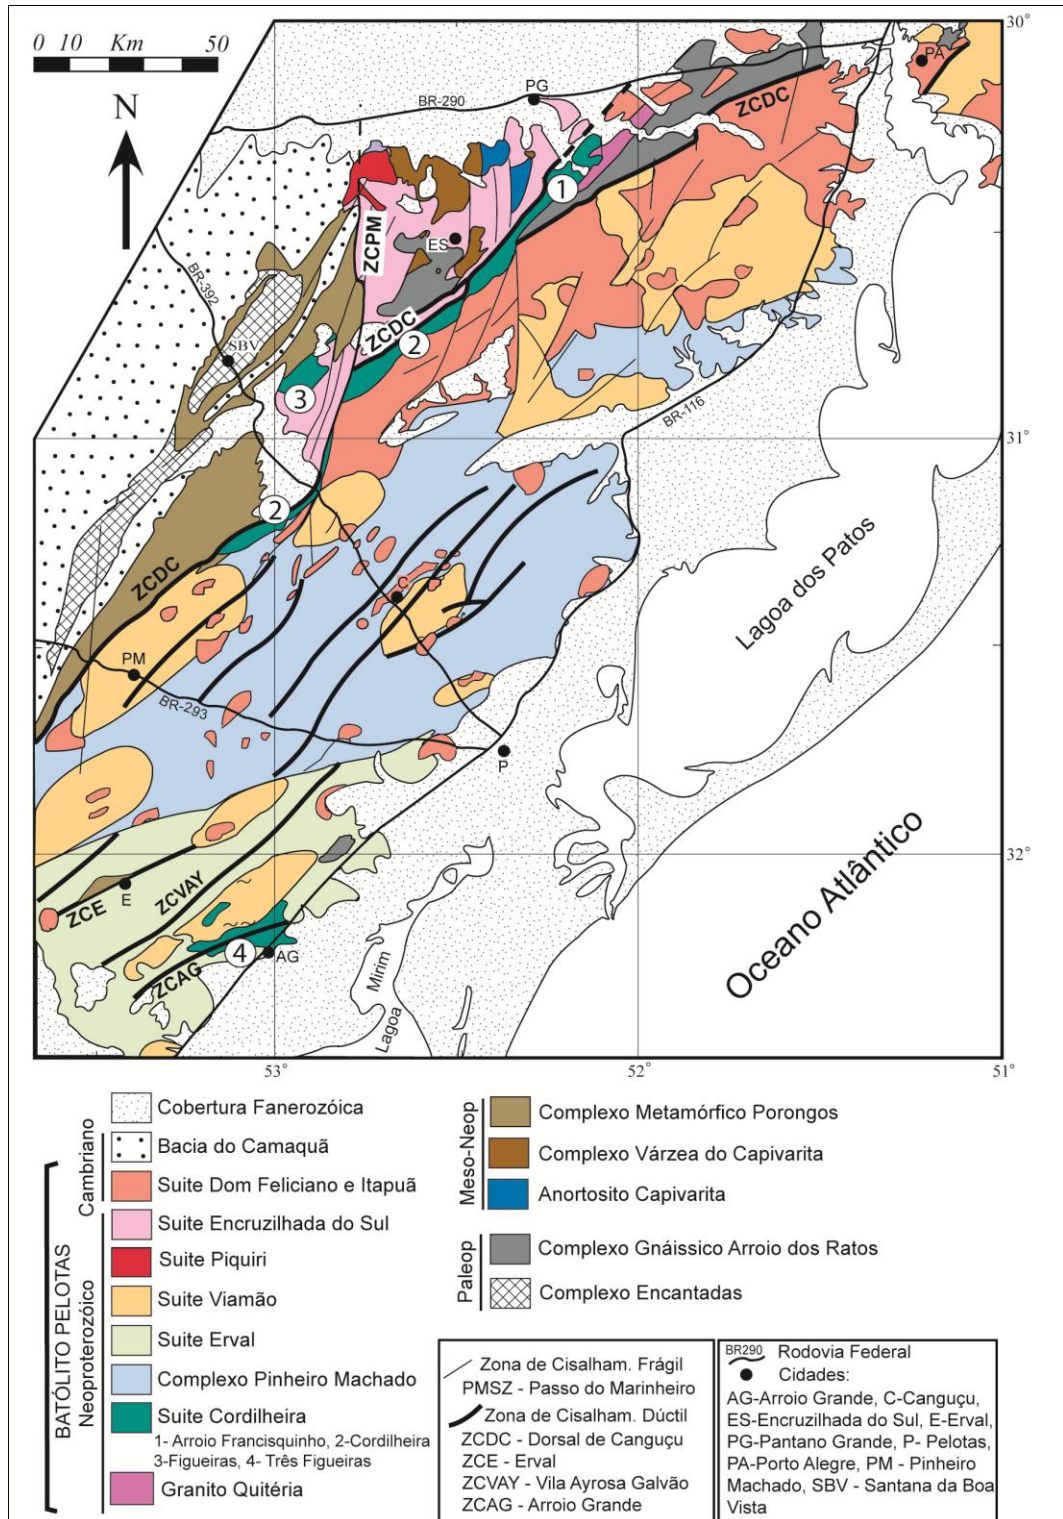 0 10 Km 50
N
30°
PA
PG
BR-290
ZCDC
1
ZCPM
ES
BR-392
ZCDC
2
SBV
3
BR-116
31°
2
ZCDC
C
Lagoa dos Patos
PM
BR-293
P
Oceano Atlântico
32°
ZCE
E
ZCVAY
4
AG
ZCAG
Lagoa Mirim
53°
52°
51°
Cobertura Fanerozóica
Bacia do Camaquã
Suite Dom Feliciano e Itapuã
Suite Encruzilhada do Sul
Suite Piquiri
Suite Viamão
Suite Erval
Complexo Pinheiro Machado
Suite Cordilheira
1- Arroio Francisquinho, 2-Cordilheira
3-Figueiras, 4- Três Figueiras
Granito Quitéria
BATÓLITO PELOTAS
Cambriano
Neoproterozóico
Meso-Neop
Complexo Metamórfico Porongos
Complexo Várzea do Capivarita
Anortosito Capivarita
Paleop
Complexo Gnáissico Arroio dos Ratos
Complexo Encantadas
Zona de Cisalham. Frágil
PMSZ - Passo do Marinheiro
Zona de Cisalham. Dúctil
ZCDC - Dorsal de Canguçu
ZCE - Erval
ZCVAY - Vila Ayrosa Galvão
ZCAG - Arroio Grande
BR290 Rodovia Federal
Cidades:
AG-Arroio Grande, C-Canguçu,
ES-Encruzilhada do Sul, E-Erval,
PG-Pantano Grande, P- Pelotas,
PA-Porto Alegre, PM - Pinheiro
Machado, SBV - Santana da Boa
Vista